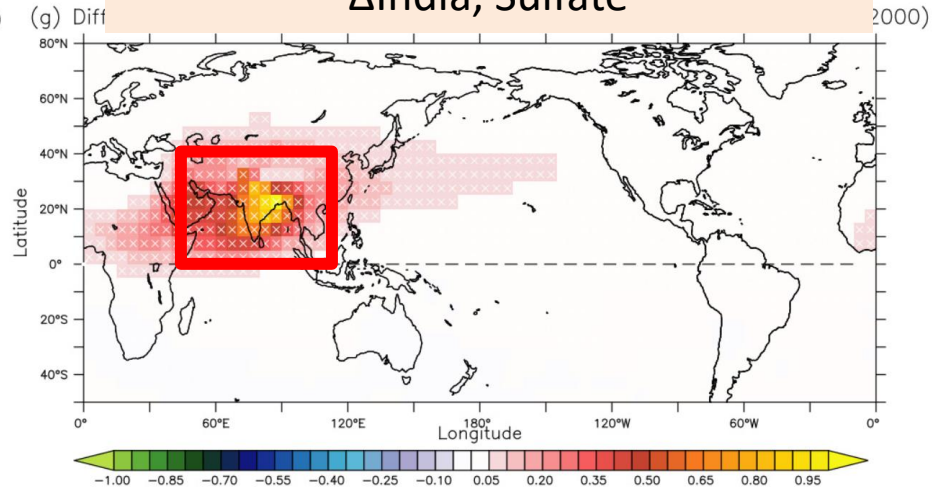 ΔIndia, Sulfate
(g) Diff 2000)
80°N
60°N
40°N
20°N
0°
20°S
40°S
Latitude
0° 60°E 120°E 180° 120°W 60°W 0°
Longitude
-1.00 -0.85 -0.70 -0.55 -0.40 -0.25 -0.10 0.05 0.20 0.35 0.50 0.65 0.80 0.95